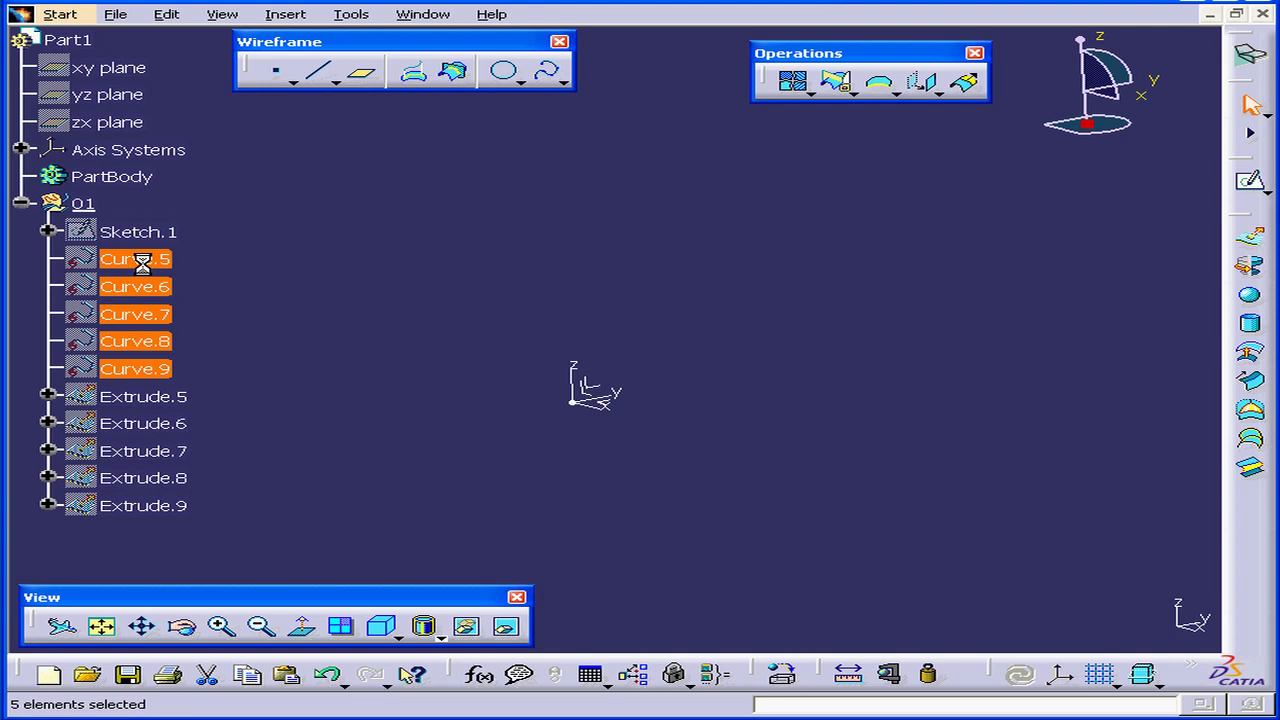 Start File Edit View Insert Tools Window Help
Part1
Wireframe
Operations
xy plane
yz plane
zx plane
Axis Systems
PartBody
01
Sketch.1
Curve.5
Curve.6
Curve.7
Curve.8
Curve.9
Extrude.5
Extrude.6
Extrude.7
Extrude.8
Extrude.9
z
y
x
z
y
x
z
y
x
View
f(x)
CATIA
5 elements selected